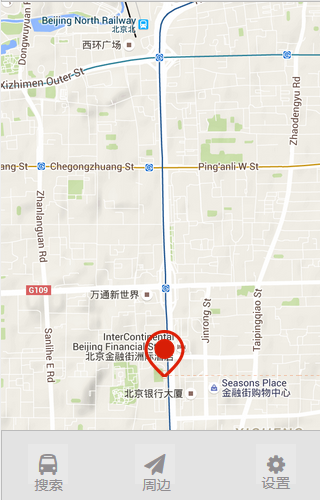 Dongwuyuan R
Beijing North Railway
北京北
西环广场
Xizhimen Outer St
Zhaodengyu Rd
ang St
Chegongzhuang St
Ping'anli W St
Zhanlanguan Rd
G109
万通新世界
Sanlihe E Rd
Jinrong St
Taipingqiao St
InterContinental
Beijing Financial S
北京金融街洲际酒店
Seasons Place
金融街购物中心
北京银行大厦
XICHENG
搜索
周边
设置